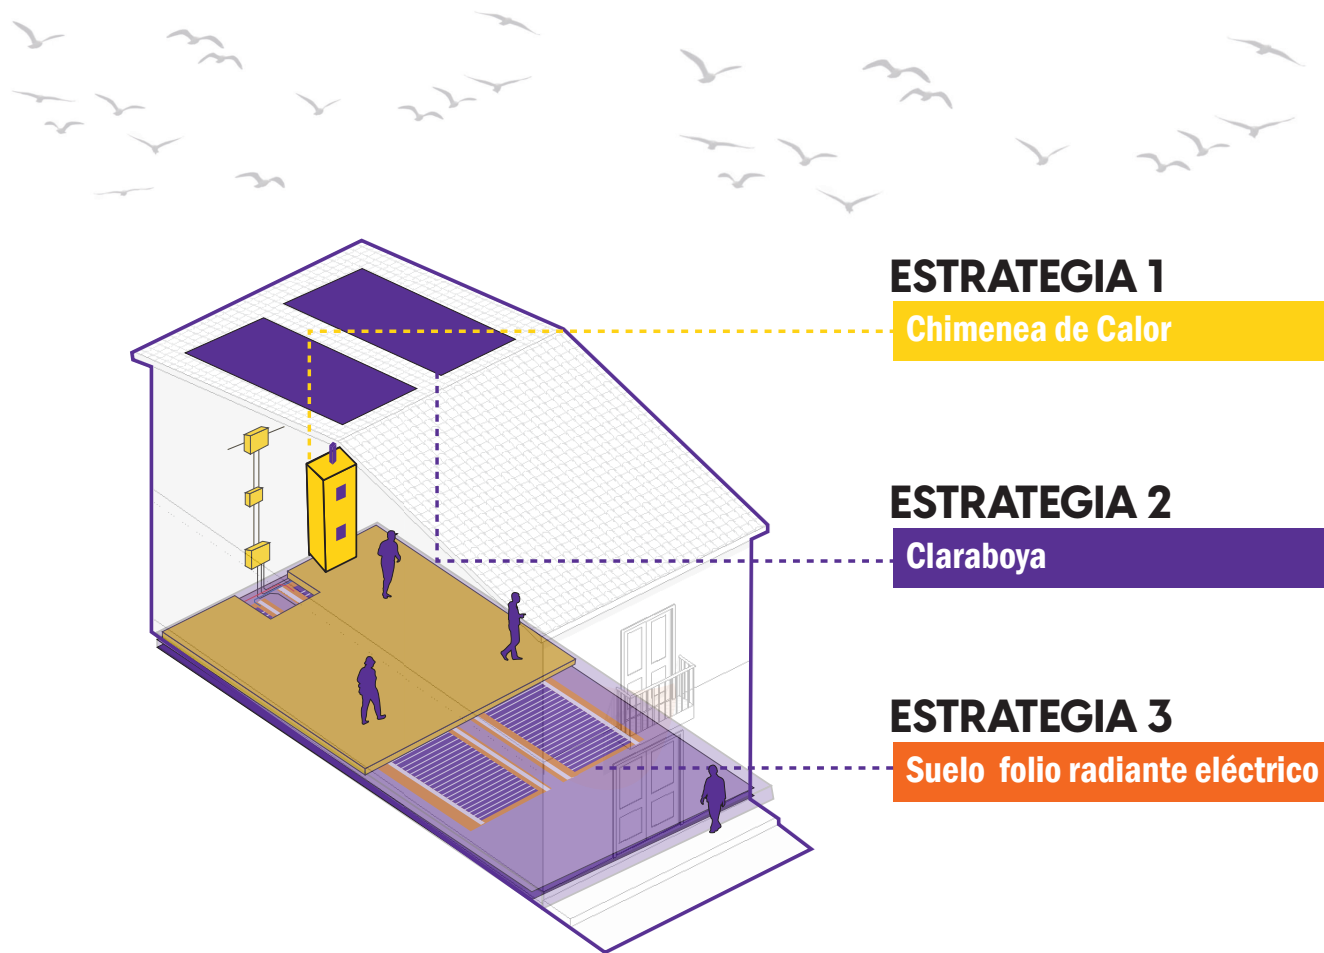 ESTRATEGIA 1
Chimenea de Calor
ESTRATEGIA 2
Claraboya
ESTRATEGIA 3
Suelo folio radiante eléctrico